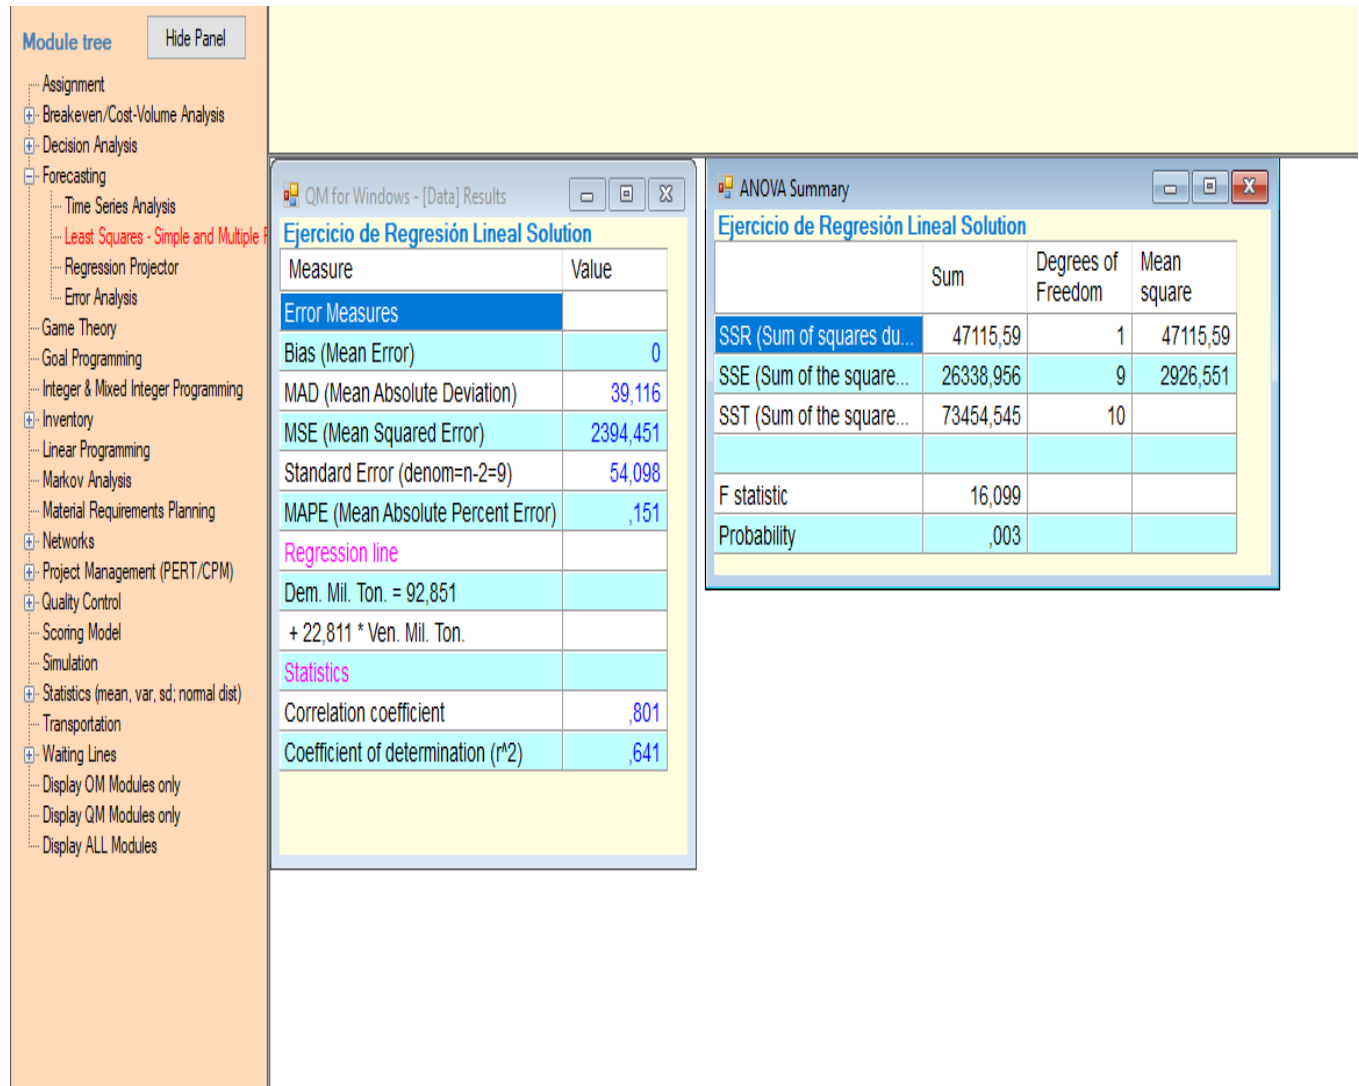 Module tree
Hide Panel
Assignment
Breakeven/Cost-Volume Analysis
Decision Analysis
Forecasting
Time Series Analysis
Least Squares - Simple and Multiple
Regression Projector
Error Analysis
Game Theory
Goal Programming
Integer & Mixed Integer Programming
Inventory
Linear Programming
Markov Analysis
Material Requirements Planning
Networks
Project Management (PERT/CPM)
Quality Control
Scoring Model
Simulation
Statistics (mean, var, sd; normal dist)
Transportation
Waiting Lines
Display OM Modules only
Display QM Modules only
Display ALL Modules
QM for Windows - [Data] Results
Ejercicio de Regresión Lineal Solution
Measure Value
Error Measures
Bias (Mean Error) 0
MAD (Mean Absolute Deviation) 39,116
MSE (Mean Squared Error) 2394,451
Standard Error (denom=n-2=9) 54,098
MAPE (Mean Absolute Percent Error) ,151
Regression line
Dem. Mil. Ton. = 92,851
+ 22,811 * Ven. Mil. Ton.
Statistics
Correlation coefficient ,801
Coefficient of determination (r^2) ,641
ANOVA Summary
Ejercicio de Regresión Lineal Solution
Sum Degrees of Freedom Mean square
SSR (Sum of squares du... 47115,59 1 47115,59
SSE (Sum of the square... 26338,956 9 2926,551
SST (Sum of the square... 73454,545 10
F statistic 16,099
Probability ,003